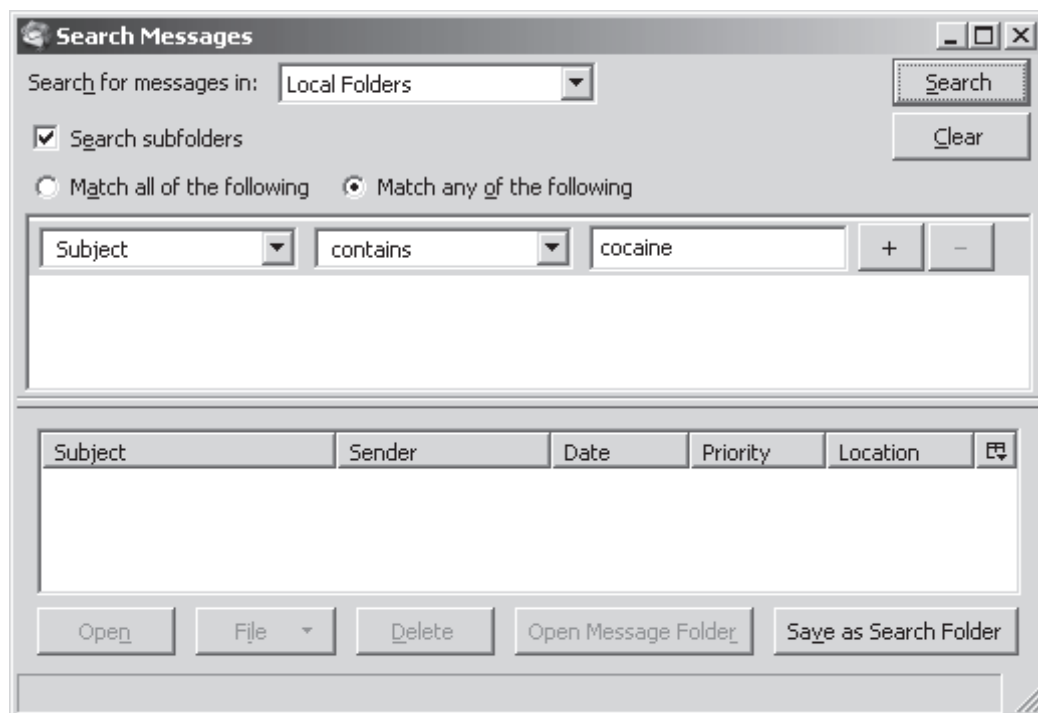 Search Messages
Search for messages in: Local Folders Search
Search subfolders Clear
Match all of the following Match any of the following
Subject contains cocaine + −
Subject Sender Date Priority Location
Open File Delete Open Message Folder Save as Search Folder